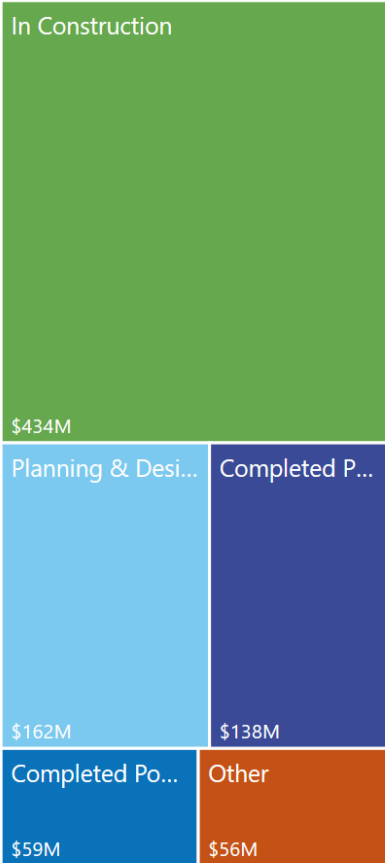 In Construction
$434M
Planning & Desi...
Completed P...
$162M
$138M
Completed Po...
Other
$59M
$56M